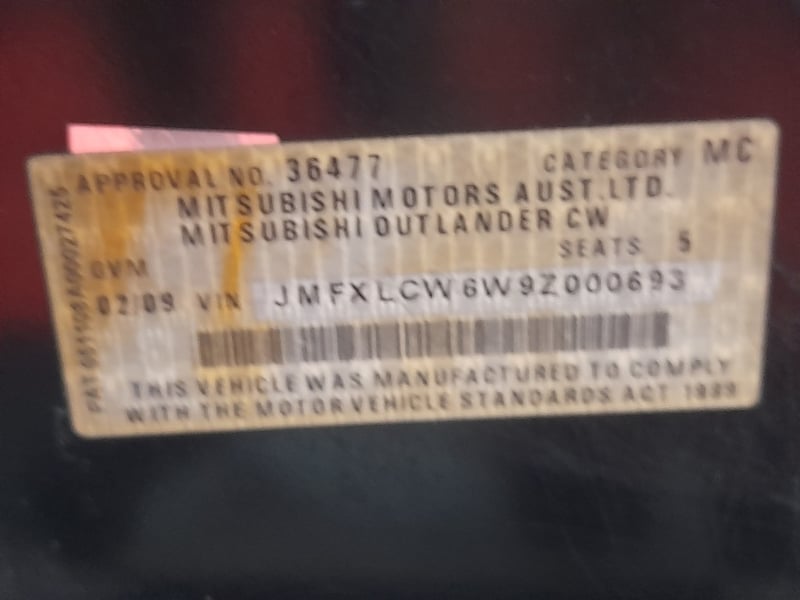 APPROVAL NO. 36477 CATEGORY MC
MITSUBISHI MOTORS AUST.LTD.
MITSUBISHI OUTLANDER CW
SEATS 5
GVM
02/09 VIN JMFXLCW6W9Z000693
THIS VEHICLE WAS MANUFACTURED TO COMPLY
WITH THE MOTOR VEHICLE STANDARDS ACT 1989